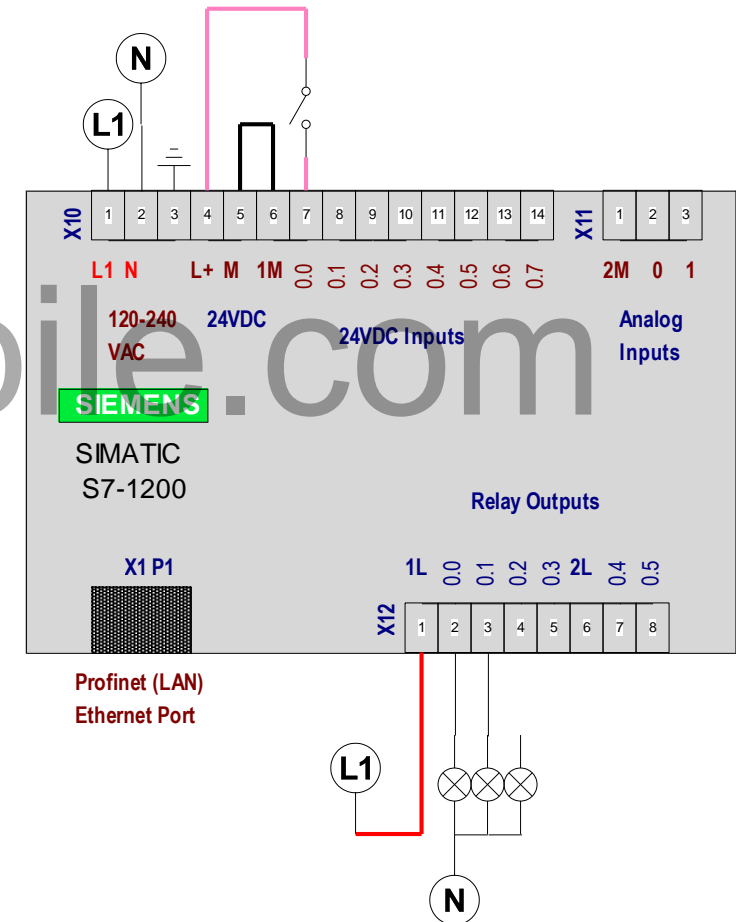 N
L1
X10 1 2 3 4 5 6 7 8 9 10 11 12 13 14 X11 1 2 3
L1 N L+ M 1M 0.0 0.1 0.2 0.3 0.4 0.5 0.6 0.7 2M 0 1
120-240
VAC
24VDC
24VDC Inputs
Analog
Inputs
bile.com
SIEMENS
SIMATIC
S7-1200
Relay Outputs
X1 P1
1L 0.0 0.1 0.2 0.3 2L 0.4 0.5
X12 1 2 3 4 5 6 7 8
Profinet (LAN)
Ethernet Port
L1
N